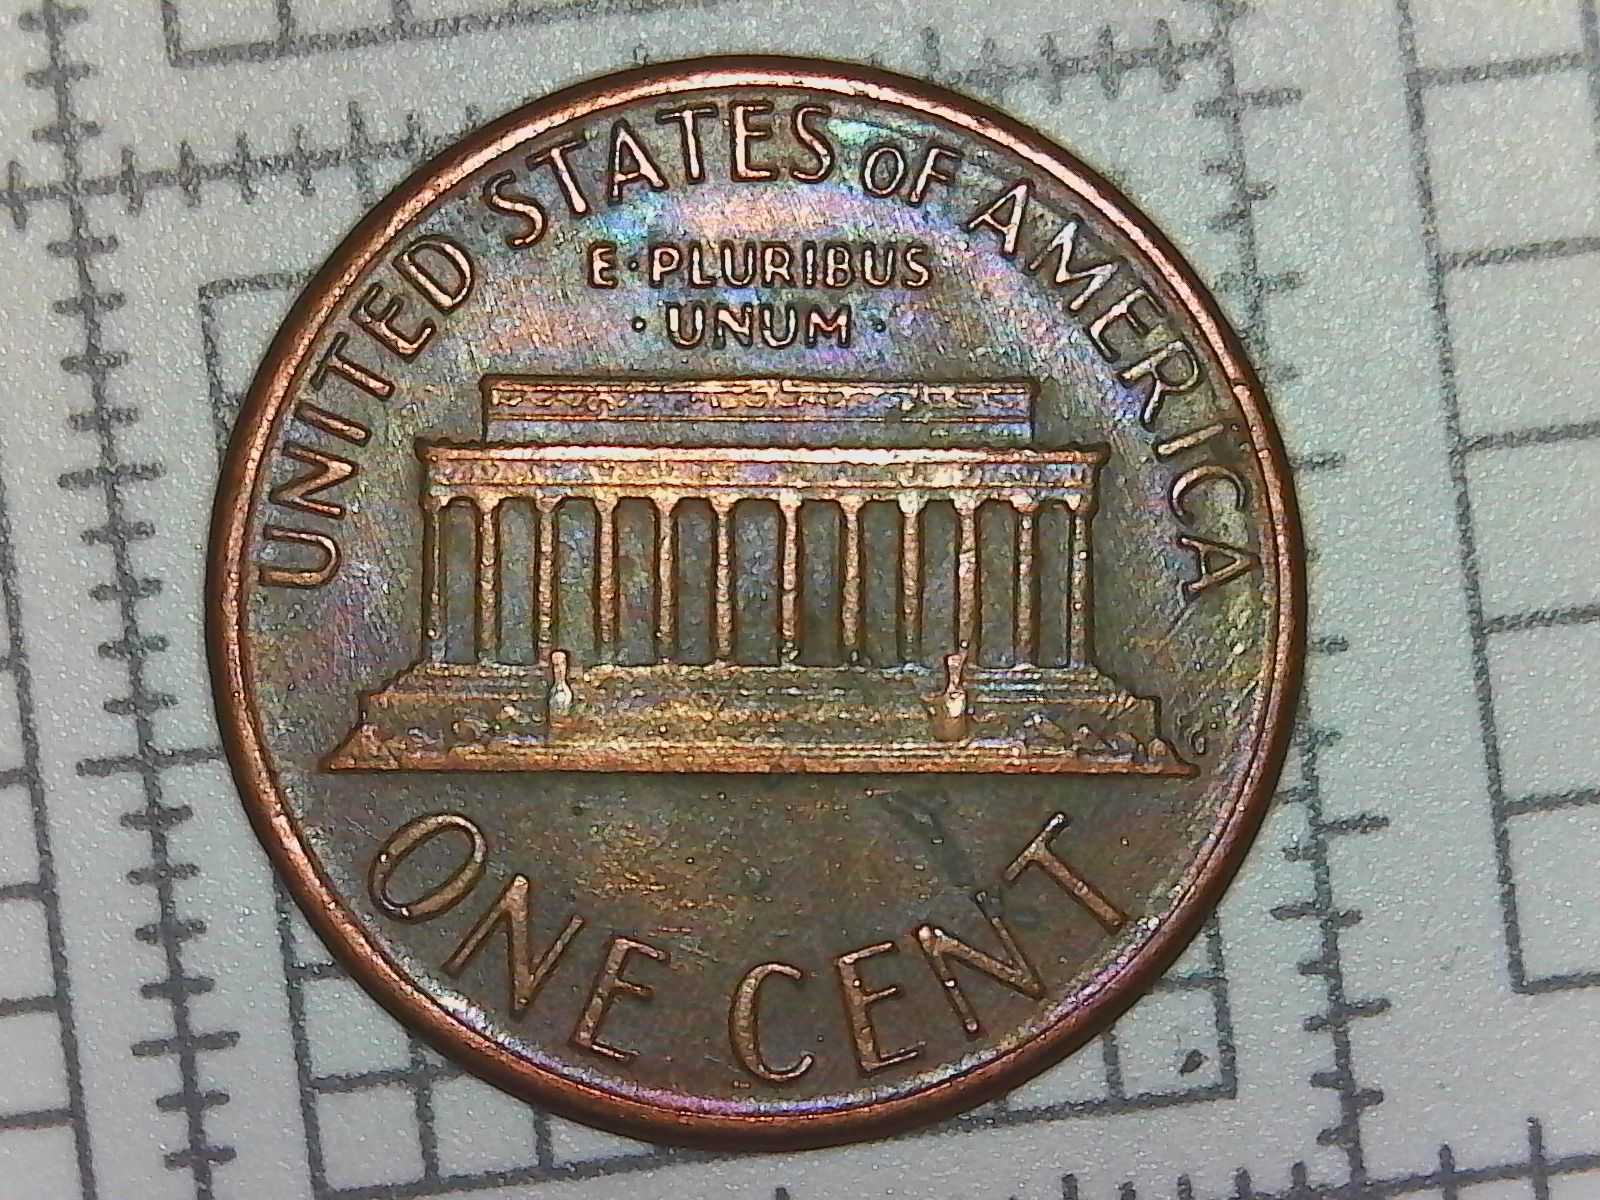 UNITED STATES OF AMERICA
E·PLURIBUS
·UNUM·
ONE CENT